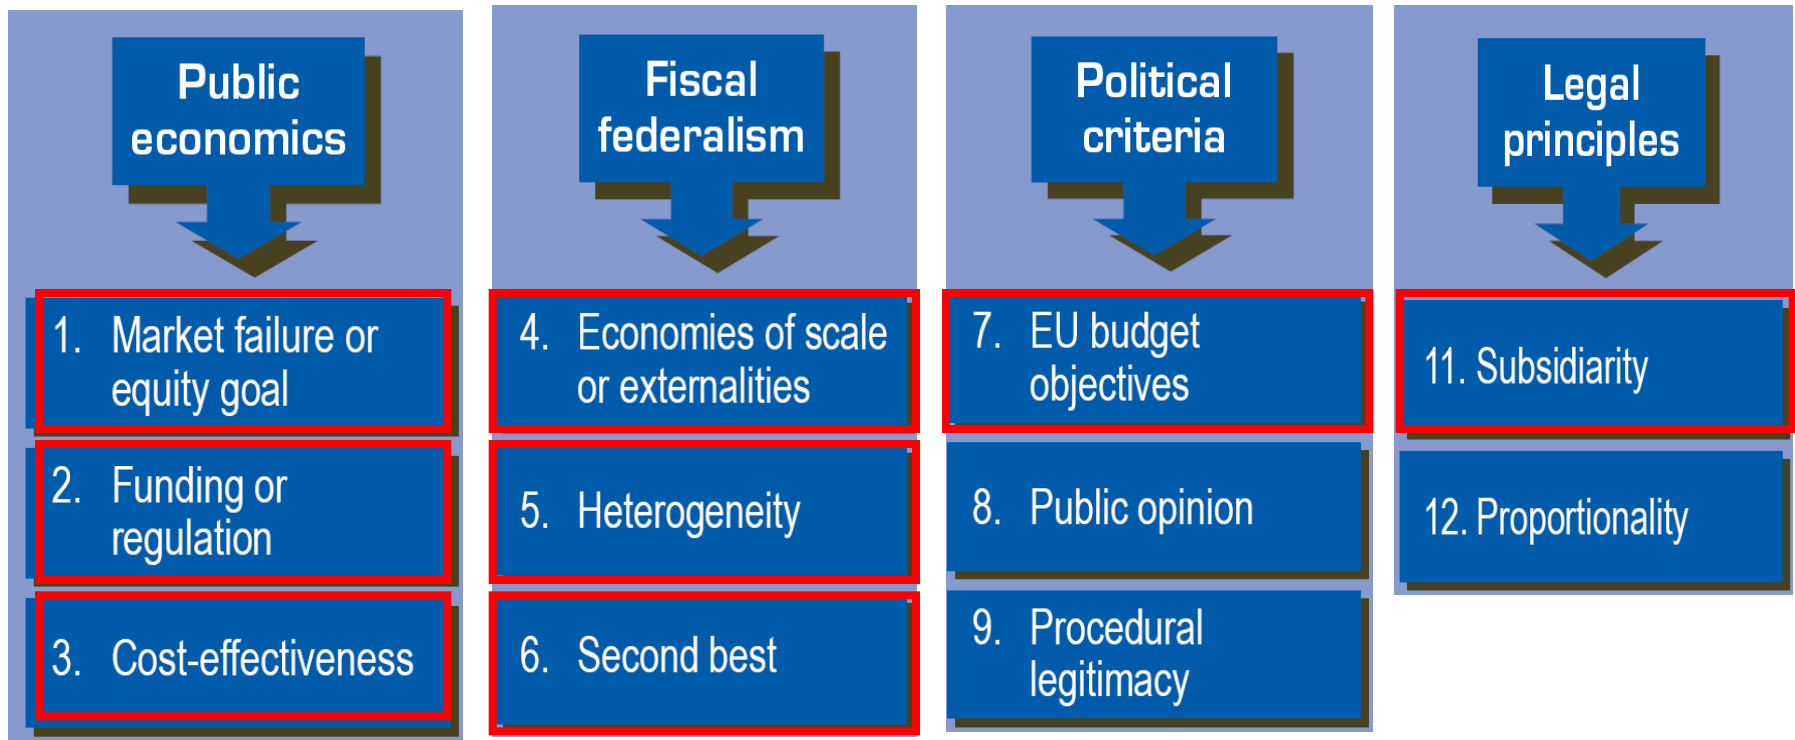 Public
economics
1. Market failure or
equity goal
2. Funding or
regulation
3. Cost-effectiveness
Fiscal
federalism
4. Economies of scale
or externalities
5. Heterogeneity
6. Second best
Political
criteria
7. EU budget
objectives
8. Public opinion
9. Procedural
legitimacy
Legal
principles
11. Subsidiarity
12. Proportionality